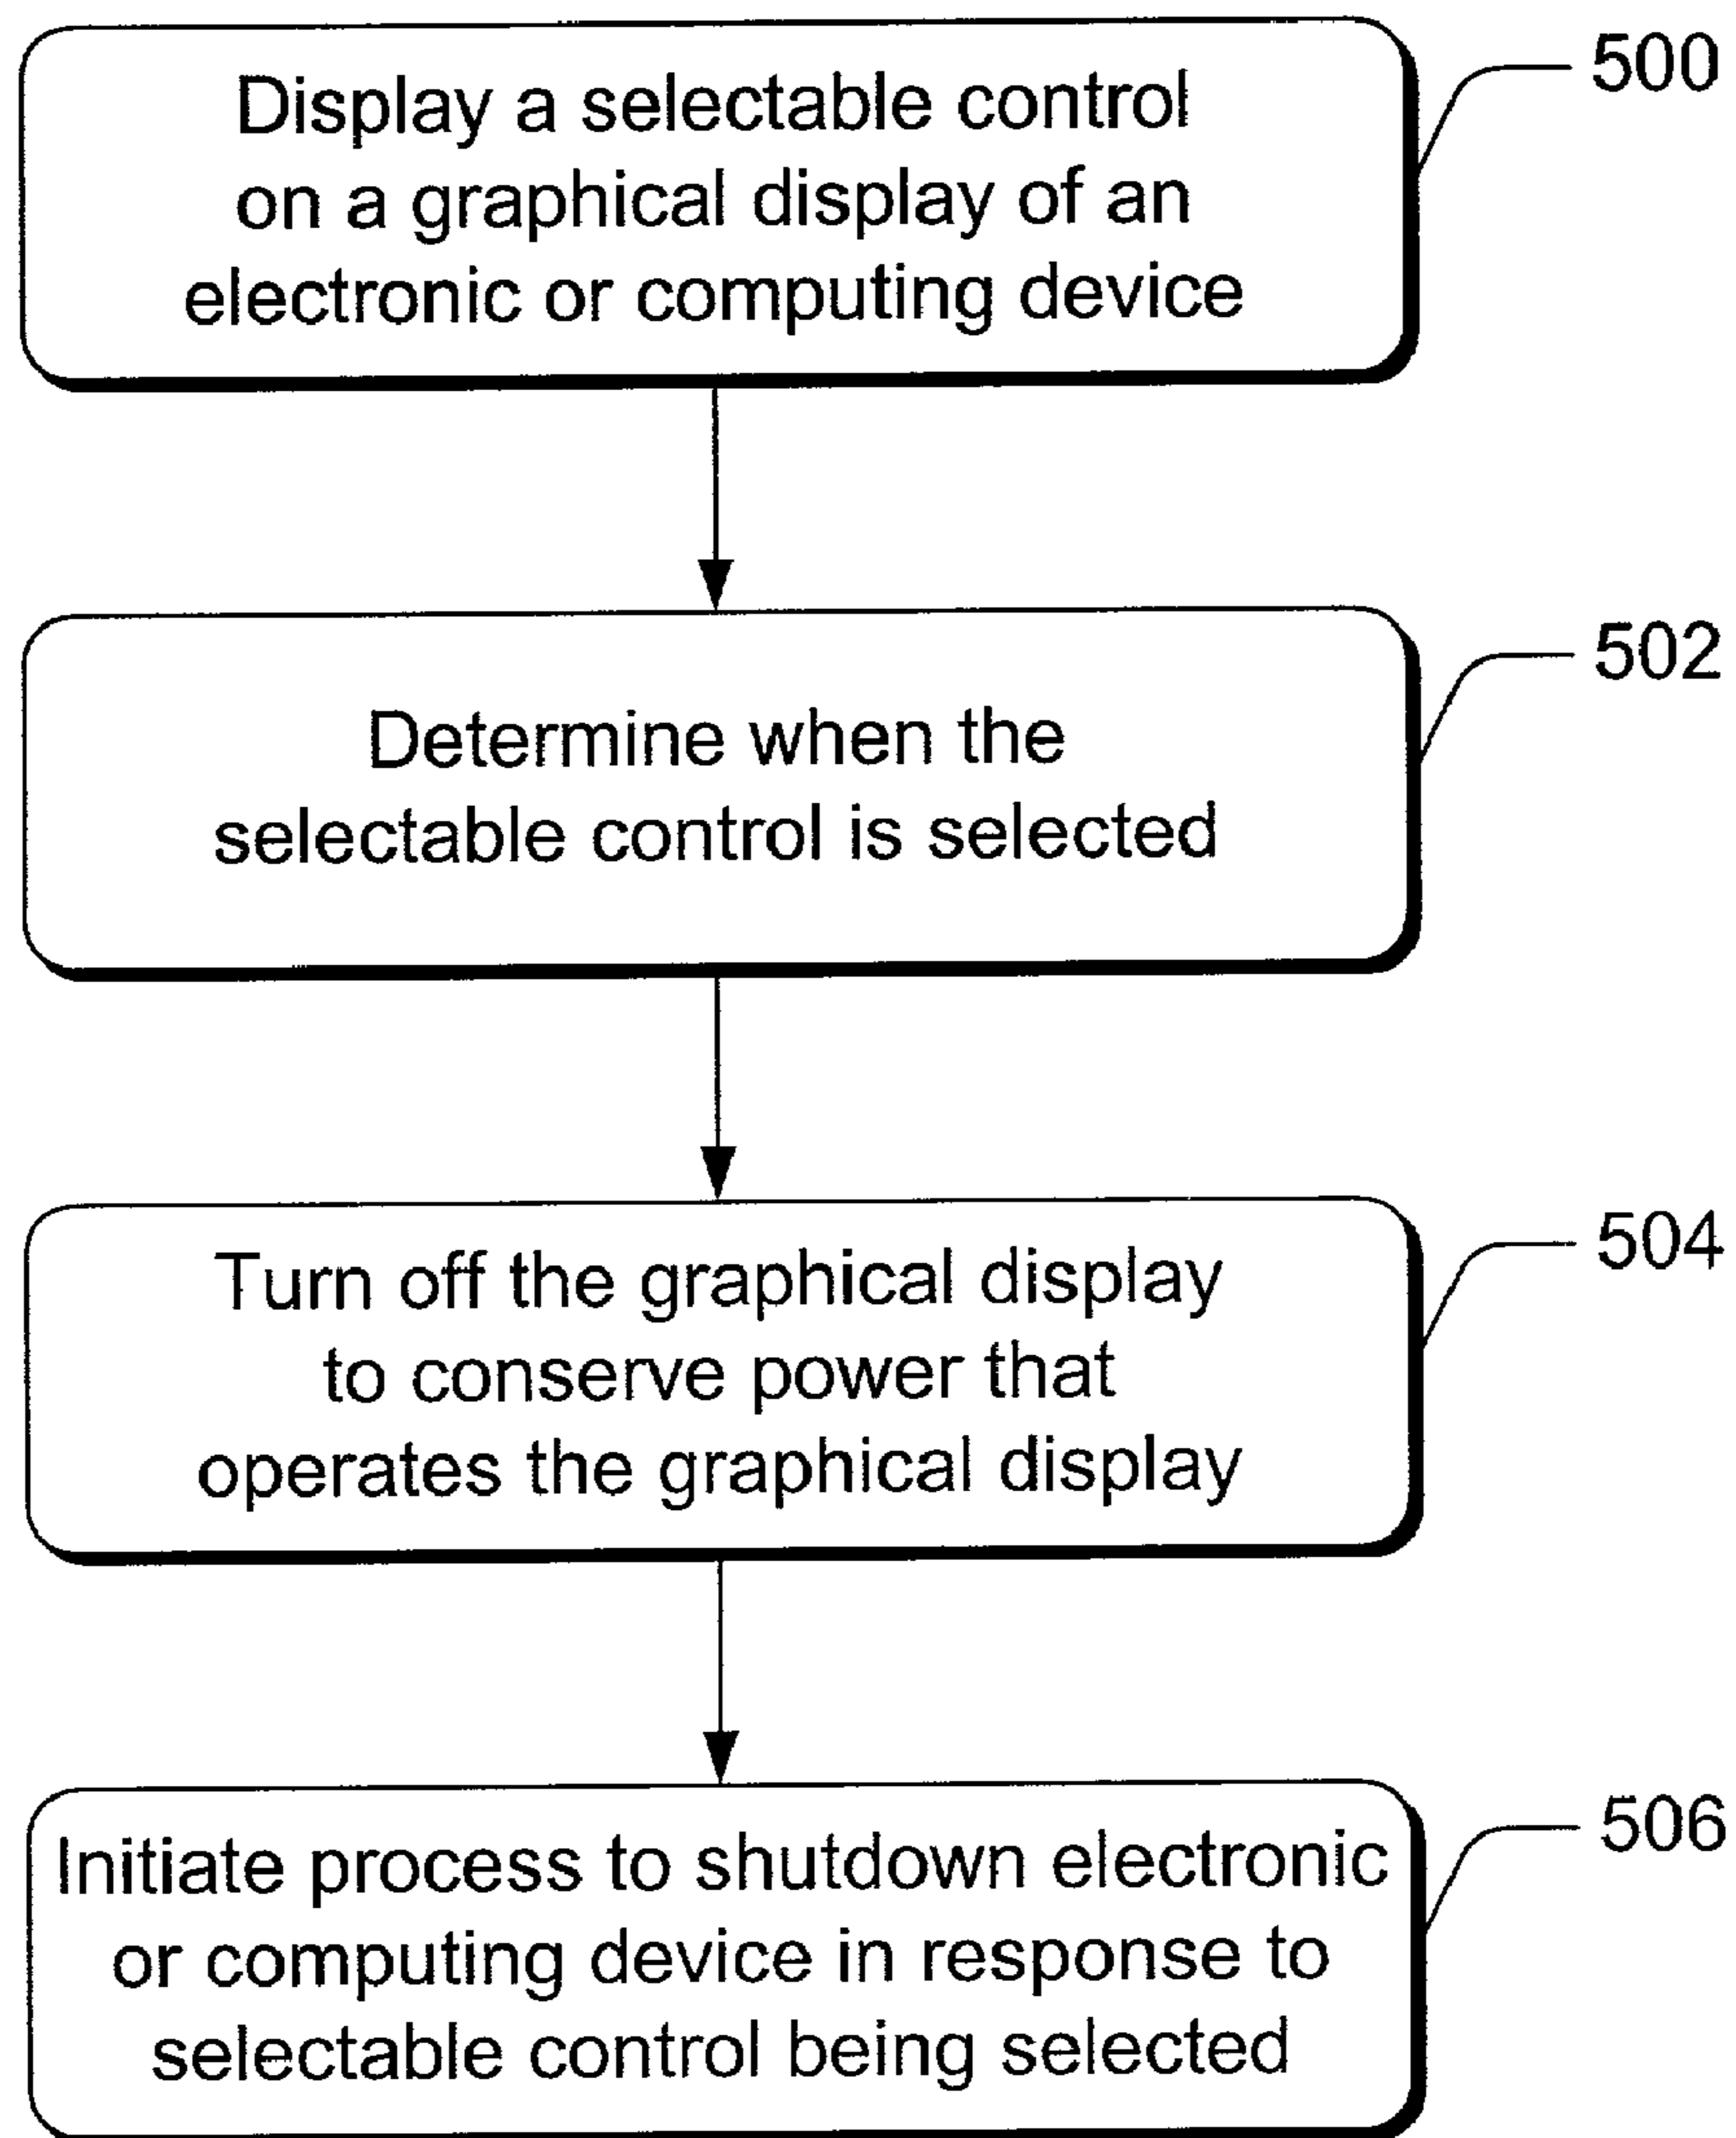 Display a selectable control
on a graphical display of an
electronic or computing device
500
Determine when the
selectable control is selected
502
Turn off the graphical display
to conserve power that
operates the graphical display
504
Initiate process to shutdown electronic
or computing device in response to
selectable control being selected
506